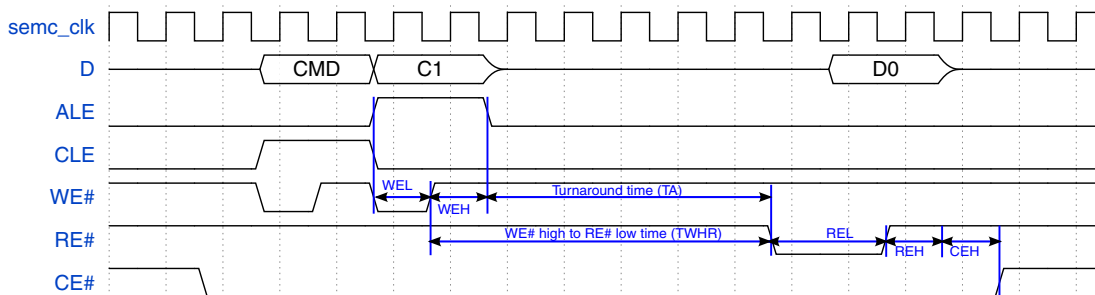 semc_clk
D CMD C1 D0
ALE
CLE
WE# WEL WEH Turnaround time (TA)
RE# WE# high to RE# low time (TWHR) REL REH CEH
CE#